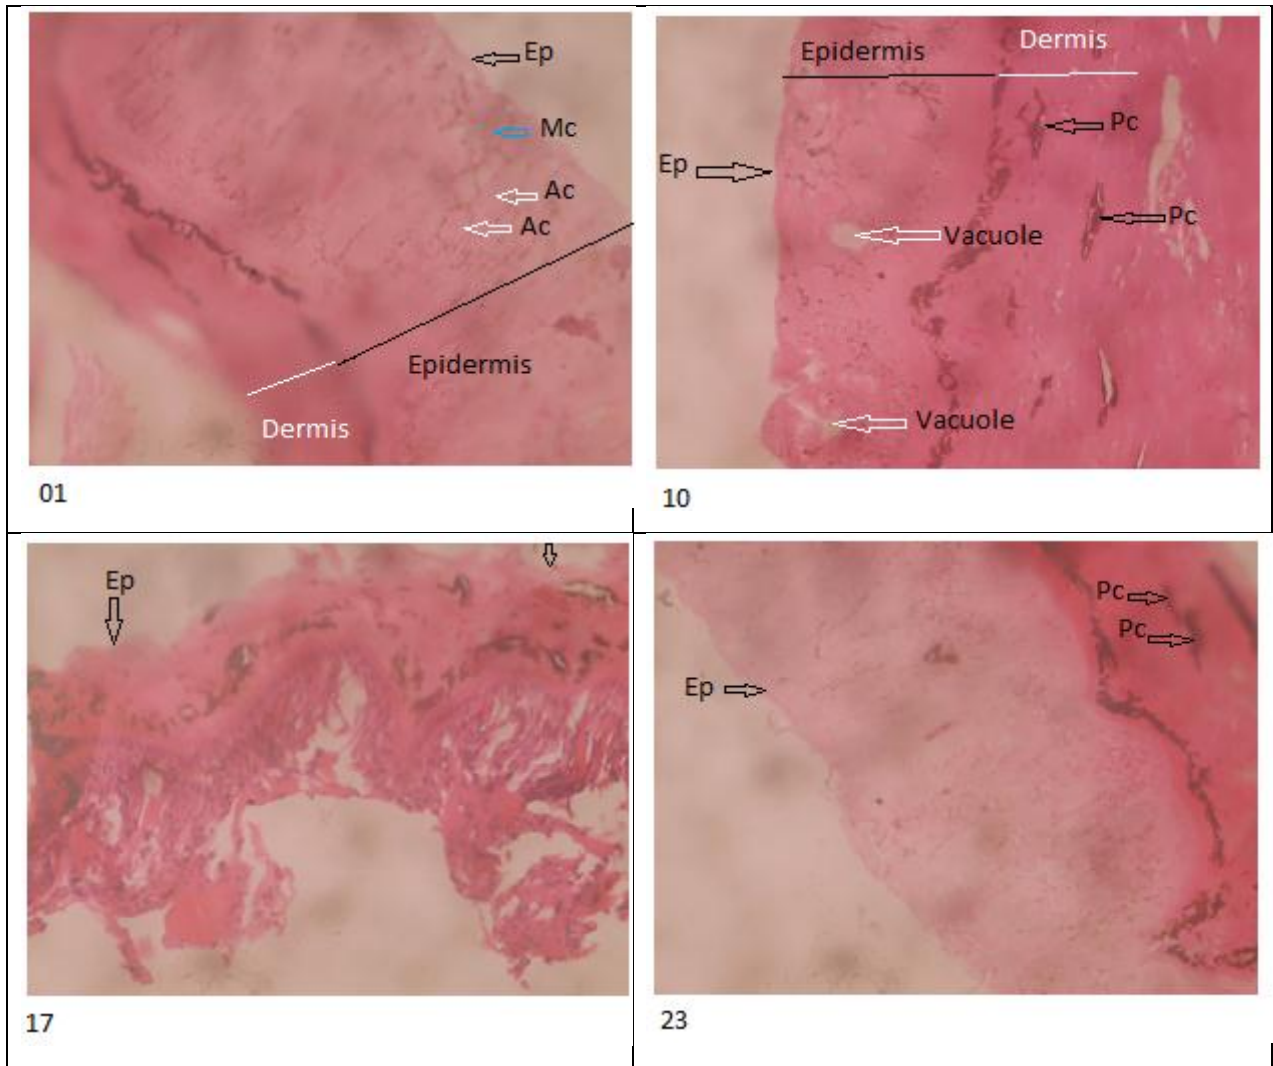 Ep
Mc
Ac
Ac
Epidermis
Dermis
01
Epidermis
Dermis
Pc
Ep
Pc
Vacuole
Vacuole
10
Ep
17
Pc
Pc
Ep
23